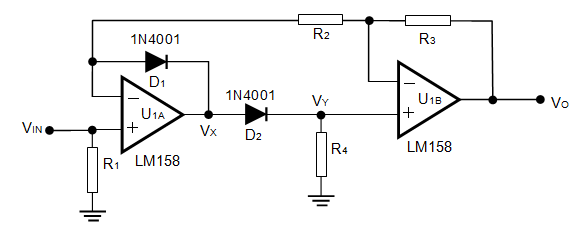 R2
R3
1N4001
D1
1N4001
VY
U1A
U1B
VO
VIN
VX
D2
R1
LM158
R4
LM158